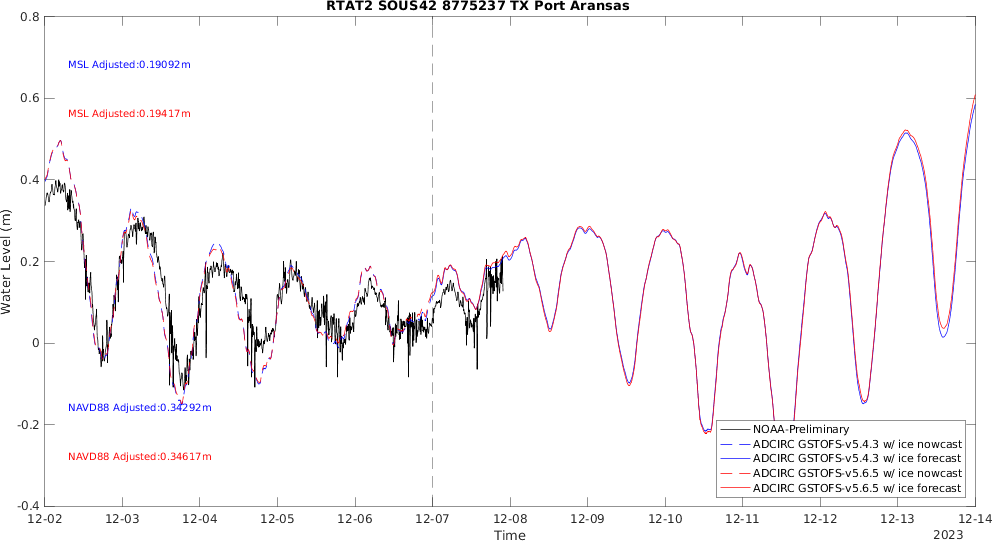 RTAT2 SOUS42 8775237 TX Port Aransas
0.8
0.6
0.4
0.2
0
-0.2
-0.4
Water Level (m)
MSL Adjusted:0.19092m
MSL Adjusted:0.19417m
NAVD88 Adjusted:0.34292m
NAVD88 Adjusted:0.34617m
NOAA-Preliminary
ADCIRC GSTOFS-v5.4.3 w/ ice nowcast
ADCIRC GSTOFS-v5.4.3 w/ ice forecast
ADCIRC GSTOFS-v5.6.5 w/ ice nowcast
ADCIRC GSTOFS-v5.6.5 w/ ice forecast
12-02 12-03 12-04 12-05 12-06 12-07 12-08 12-09 12-10 12-11 12-12 12-13 12-14
Time
2023